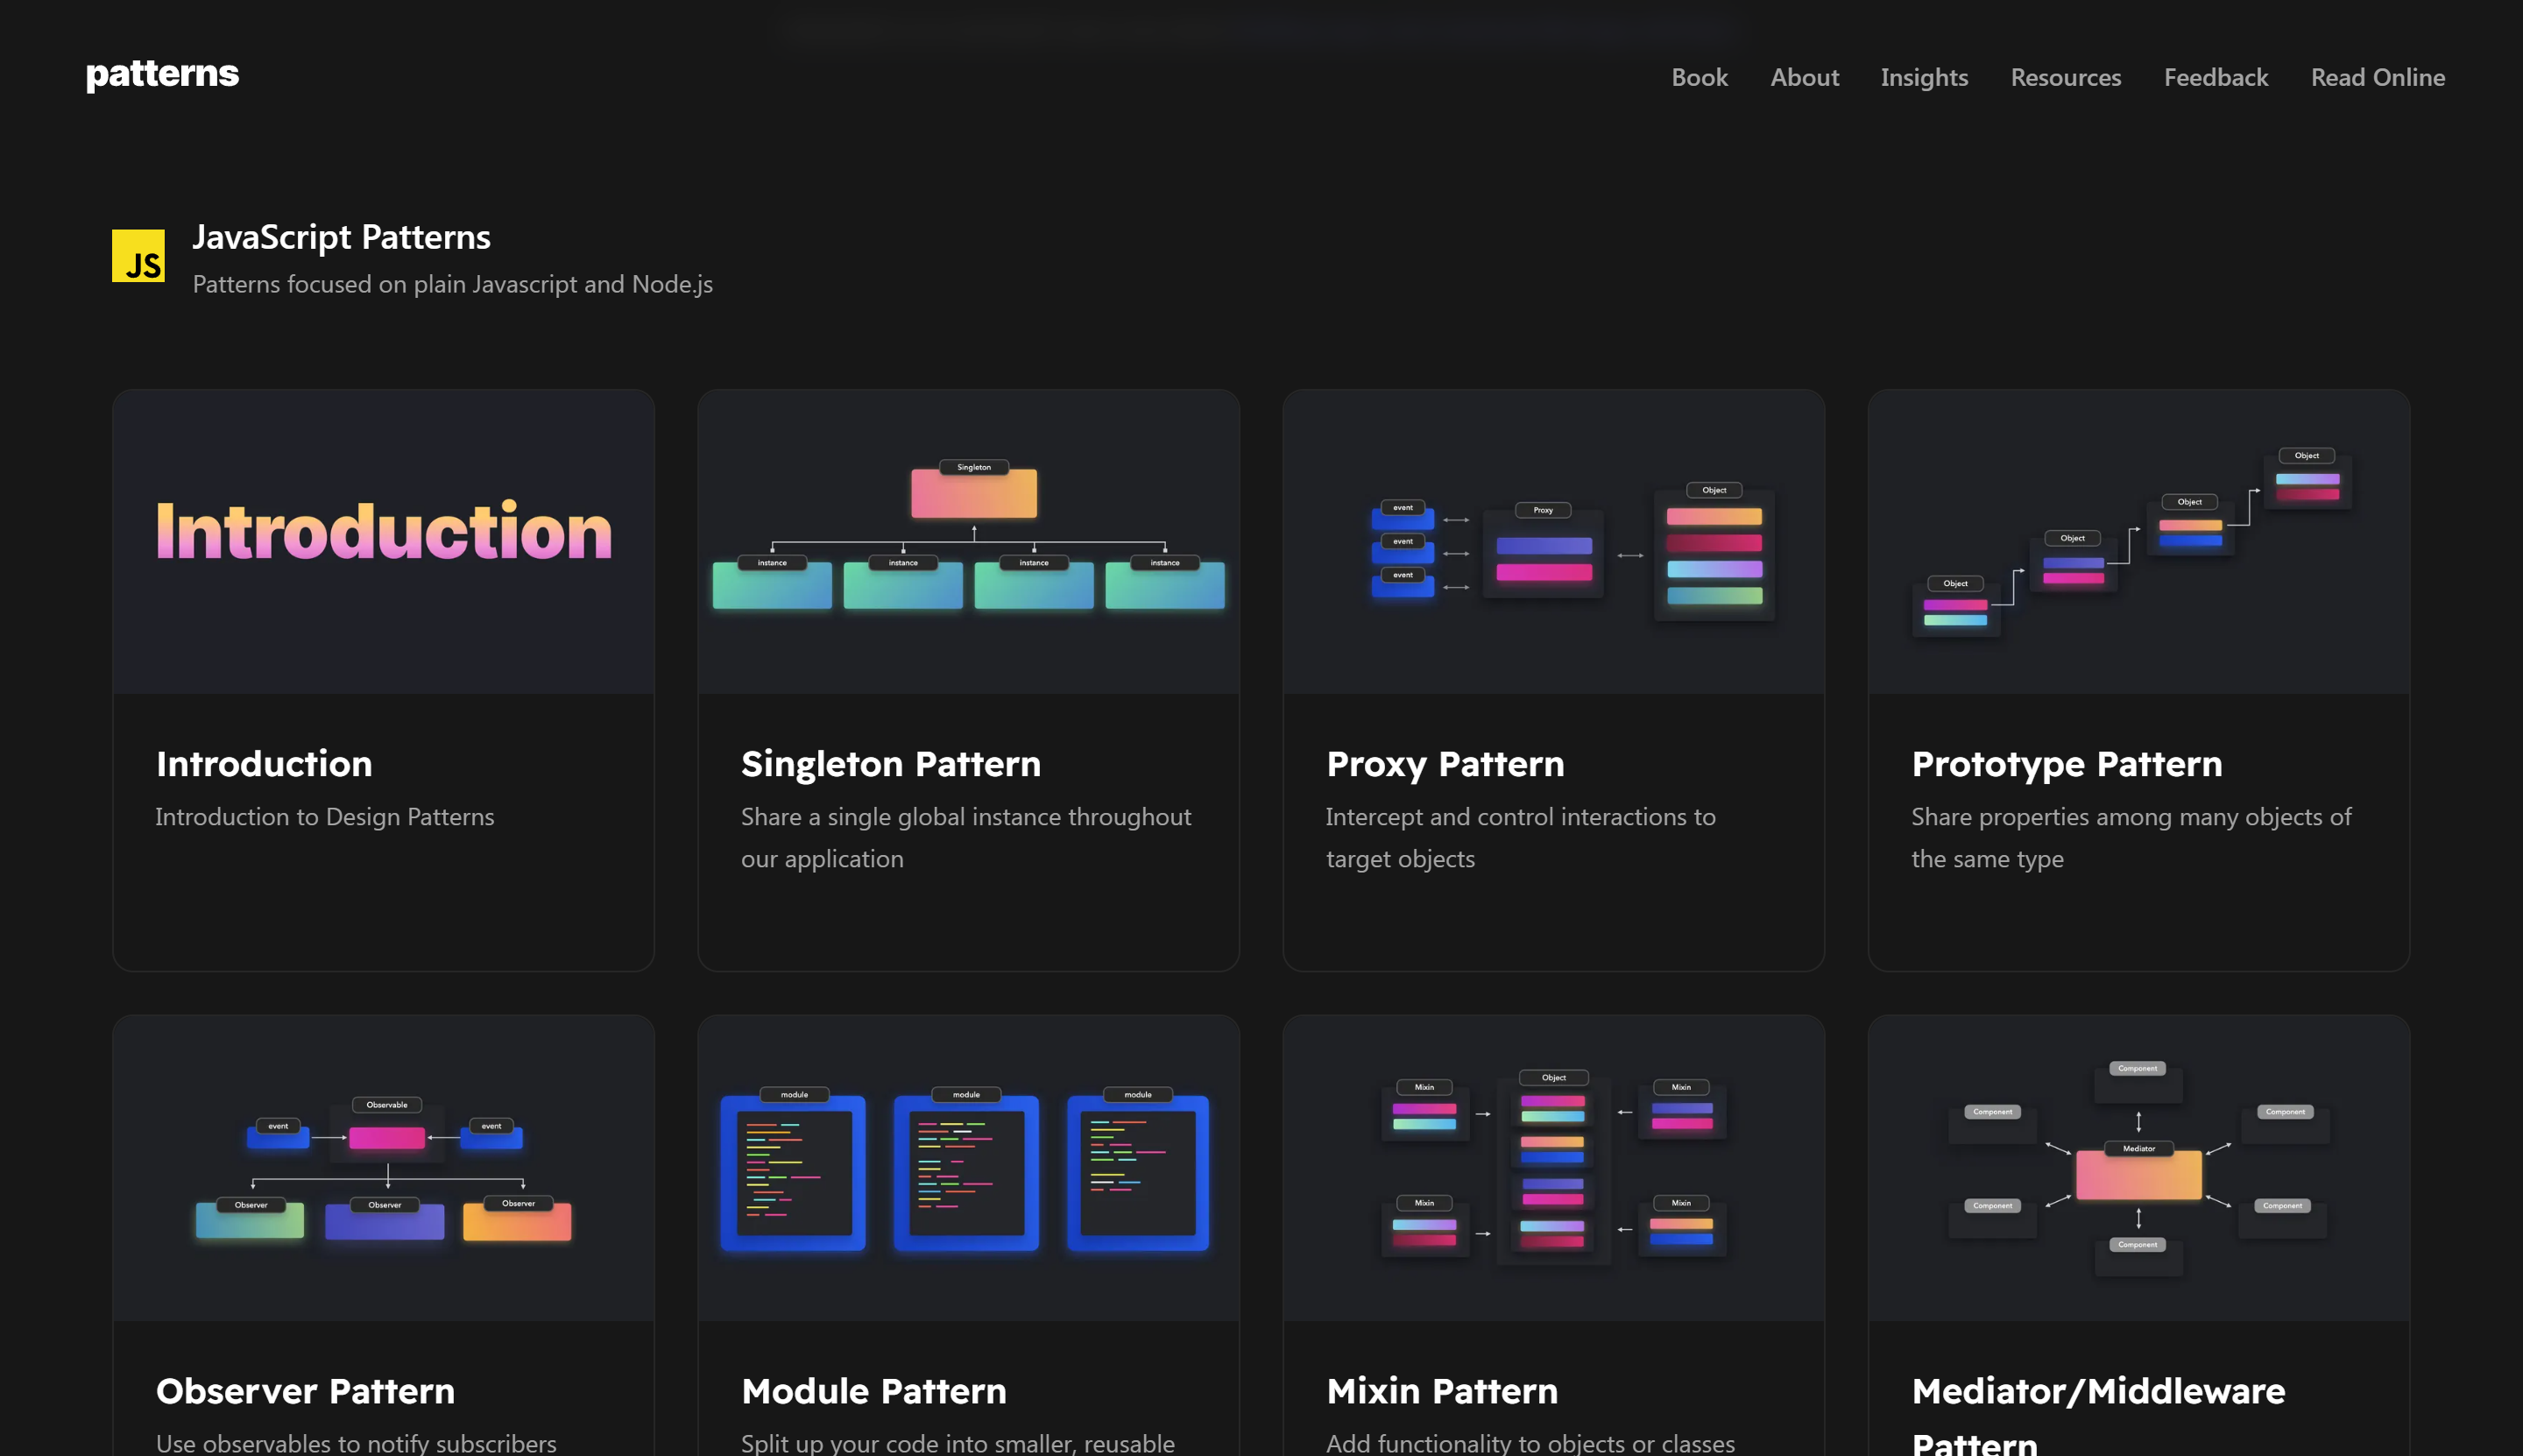 patterns
Book About Insights Resources Feedback Read Online
JS
JavaScript Patterns
Patterns focused on plain Javascript and Node.js
Introduction
Introduction
Introduction to Design Patterns
Singleton
instance instance instance instance
Singleton Pattern
Share a single global instance throughout
our application
event
event
event
Proxy
Object
Proxy Pattern
Intercept and control interactions to
target objects
Object
Object
Object
Object
Prototype Pattern
Share properties among many objects of
the same type
Observable
event event
Observer Observer Observer
Observer Pattern
Use observables to notify subscribers
module module module
Module Pattern
Split up your code into smaller, reusable
Mixin Object Mixin
Mixin Mixin
Mixin Pattern
Add functionality to objects or classes
Component
Component Component
Mediator
Component Component
Component
Mediator/Middleware
Pattern